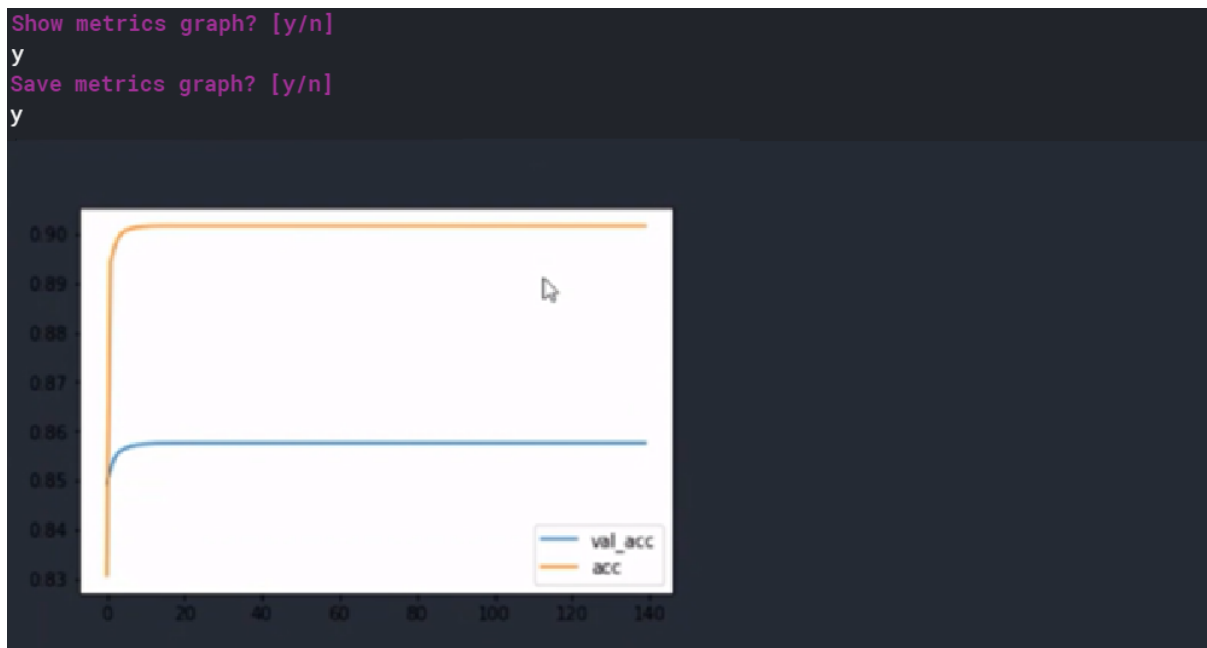 Show metrics graph? [y/n]
y
Save metrics graph? [y/n]
y
0.90
0.89
0.88
0.87
0.86
0.85
0.84
0.83
val_acc
acc
0 20 40 60 80 100 120 140